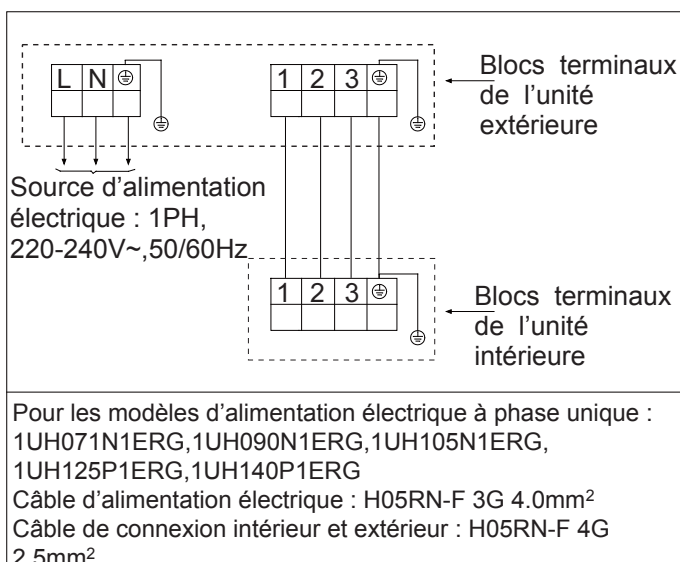 L N
1 2 3
Blocs terminaux
de l'unité
extérieure
Source d'alimentation
électrique : 1PH,
220-240V~,50/60Hz
1 2 3
Blocs terminaux
de l'unité
intérieure
Pour les modèles d'alimentation électrique à phase unique :
1UH071N1ERG,1UH090N1ERG,1UH105N1ERG,
1UH125P1ERG,1UH140P1ERG
Câble d'alimentation électrique : H05RN-F 3G 4.0mm²
Câble de connexion intérieur et extérieur : H05RN-F 4G
2.5mm²